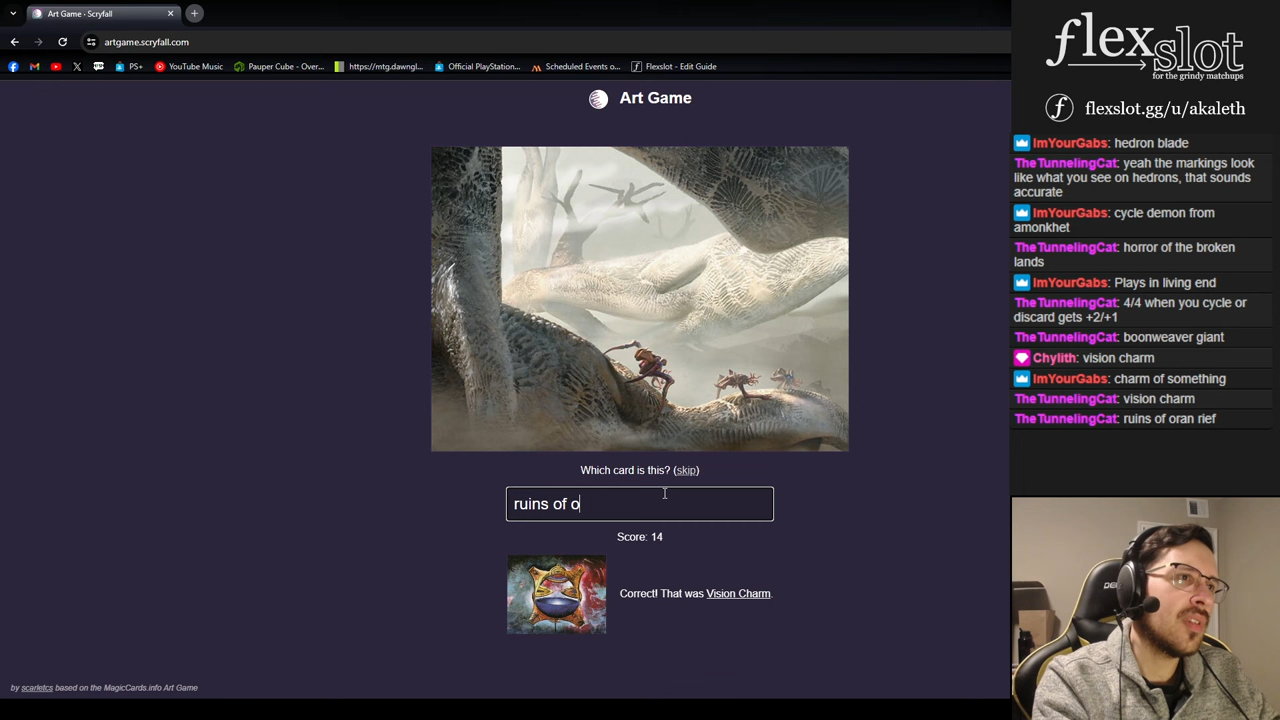 Art Game · Scryfall
artgame.scryfall.com
PS+
YouTube Music
Pauper Cube - Over...
https://mtg.dawngl...
Official PlayStation...
Scheduled Events o...
Flexslot - Edit Guide
Art Game
Which card is this? (skip)
ruins of o
Score: 14
Correct! That was Vision Charm.
by scarletcs based on the MagicCards.info Art Game
flexslot
for the grindy matchups
flexslot.gg/u/akaleth
ImYourGabs: hedron blade
TheTunnelingCat: yeah the markings look
like what you see on hedrons, that sounds
accurate
ImYourGabs: cycle demon from
amonkhet
TheTunnelingCat: horror of the broken
lands
ImYourGabs: Plays in living end
TheTunnelingCat: 4/4 when you cycle or
discard gets +2/+1
TheTunnelingCat: boonweaver giant
Chylith: vision charm
ImYourGabs: charm of something
TheTunnelingCat: vision charm
TheTunnelingCat: ruins of oran rief